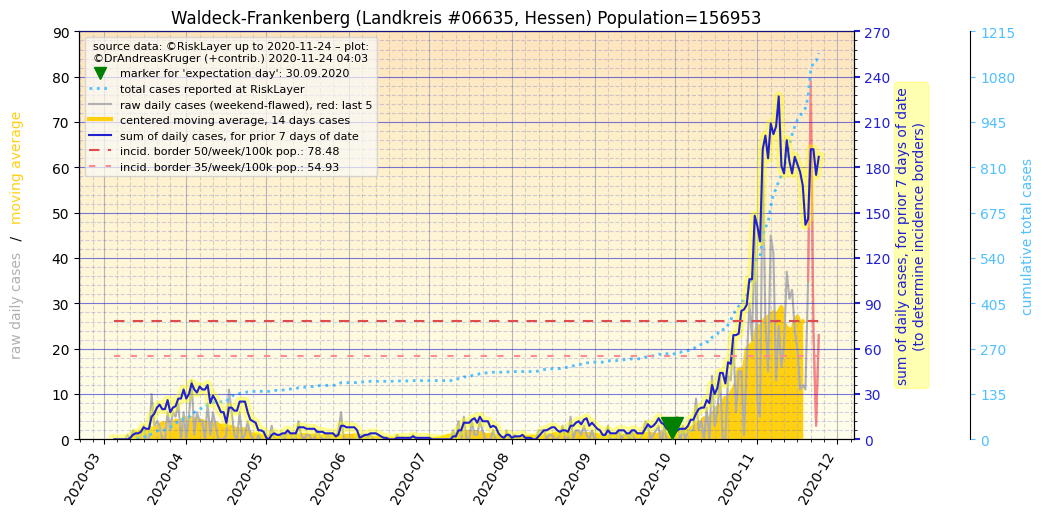 Waldeck-Frankenberg (Landkreis #06635, Hessen) Population=156953
source data: ©RiskLayer up to 2020-11-24 – plot:
©DrAndreasKruger (+contrib.) 2020-11-24 04:03
marker for 'expectation day': 30.09.2020
total cases reported at RiskLayer
raw daily cases (weekend-flawed), red: last 5
centered moving average, 14 days cases
sum of daily cases, for prior 7 days of date
incid. border 50/week/100k pop.: 78.48
incid. border 35/week/100k pop.: 54.93
raw daily cases / moving average
90
80
70
60
50
40
30
20
10
0
2020-03
2020-04
2020-05
2020-06
2020-07
2020-08
2020-09
2020-10
2020-11
2020-12
270
240
210
180
150
120
90
60
30
0
sum of daily cases, for prior 7 days of date
(to determine incidence borders)
1215
1080
945
810
675
540
405
270
135
0
cumulative total cases